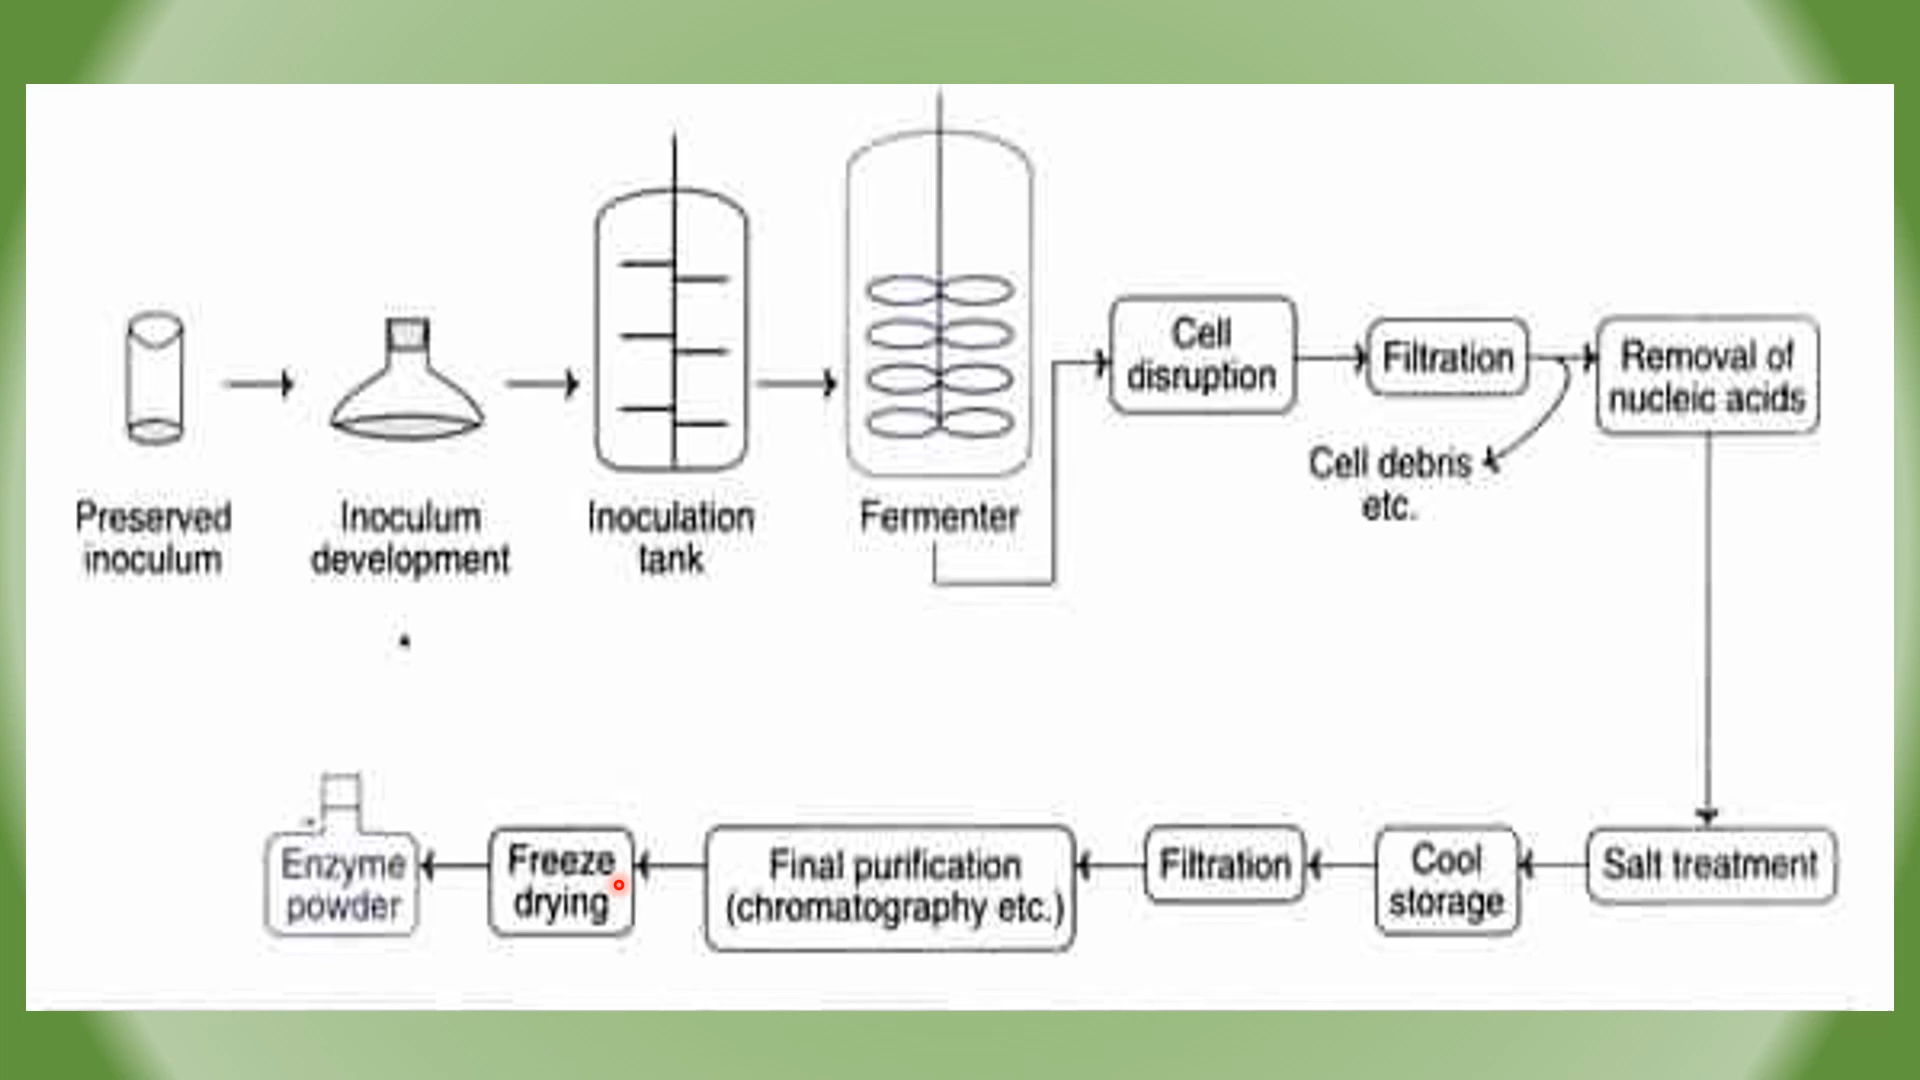 Preserved
inoculum
Inoculum
development
Inoculation
tank
Fermenter
Cell
disruption
Filtration
Cell debris
etc.
Removal of
nucleic acids
Salt treatment
Cool
storage
Filtration
Final purification
(chromatography etc.)
Freeze
drying
Enzyme
powder